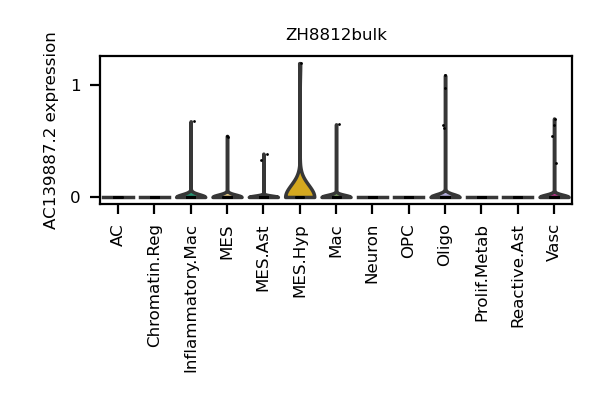 ZH8812bulk
AC139887.2 expression
1
0
AC
Chromatin.Reg
Inflammatory.Mac
MES
MES.Ast
MES.Hyp
Mac
Neuron
OPC
Oligo
Prolif.Metab
Reactive.Ast
Vasc